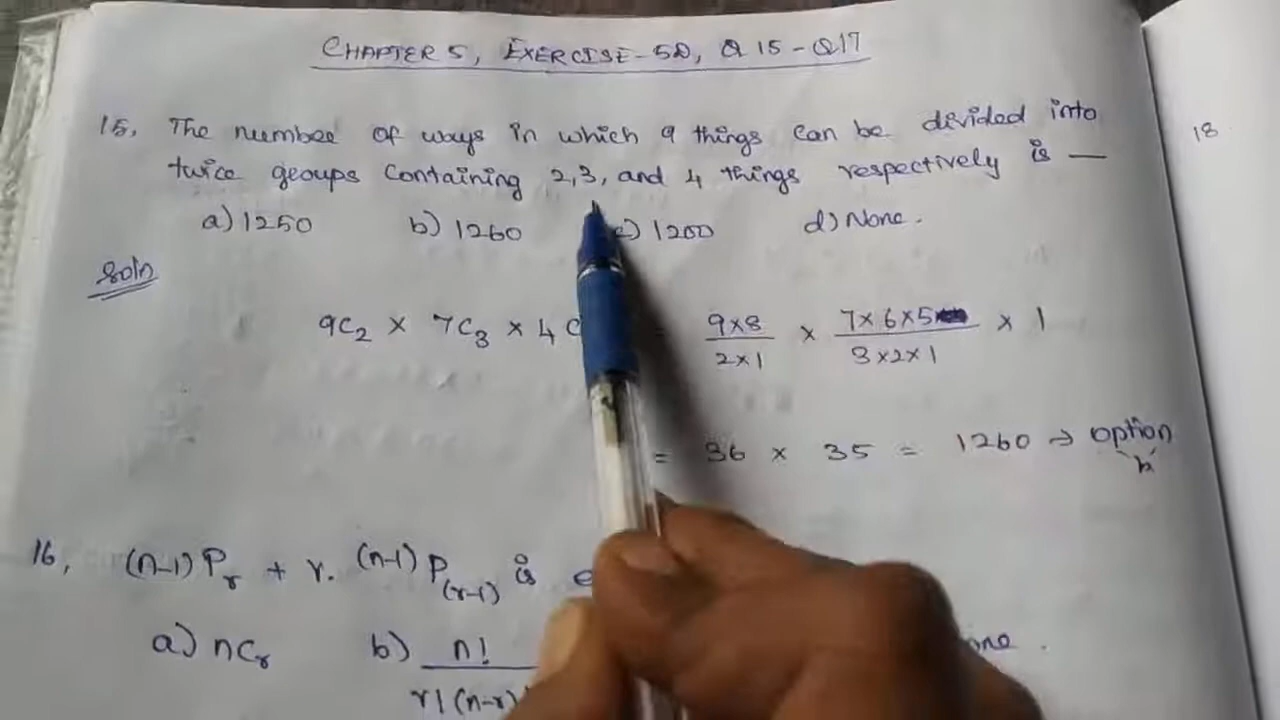 CHAPTER 5, EXERCISE-5D, Q 15 - Q17
15, The number of ways in which 9 things can be divided into
twice groups containing 2,3, and 4 things respectively is —
a) 1250 b) 1260 c) 1200 d) None.
18
Soln
9C₂ × 7C₃ × 4C = 9×8/2×1 × 7×6×5/3×2×1 × 1
= 36 × 35 = 1260 → option 'b'
16, (n-1)Pᵣ + r. (n-1)P₍ᵣ₋₁₎ is
a) nCᵣ b) n!/r!(n-r)